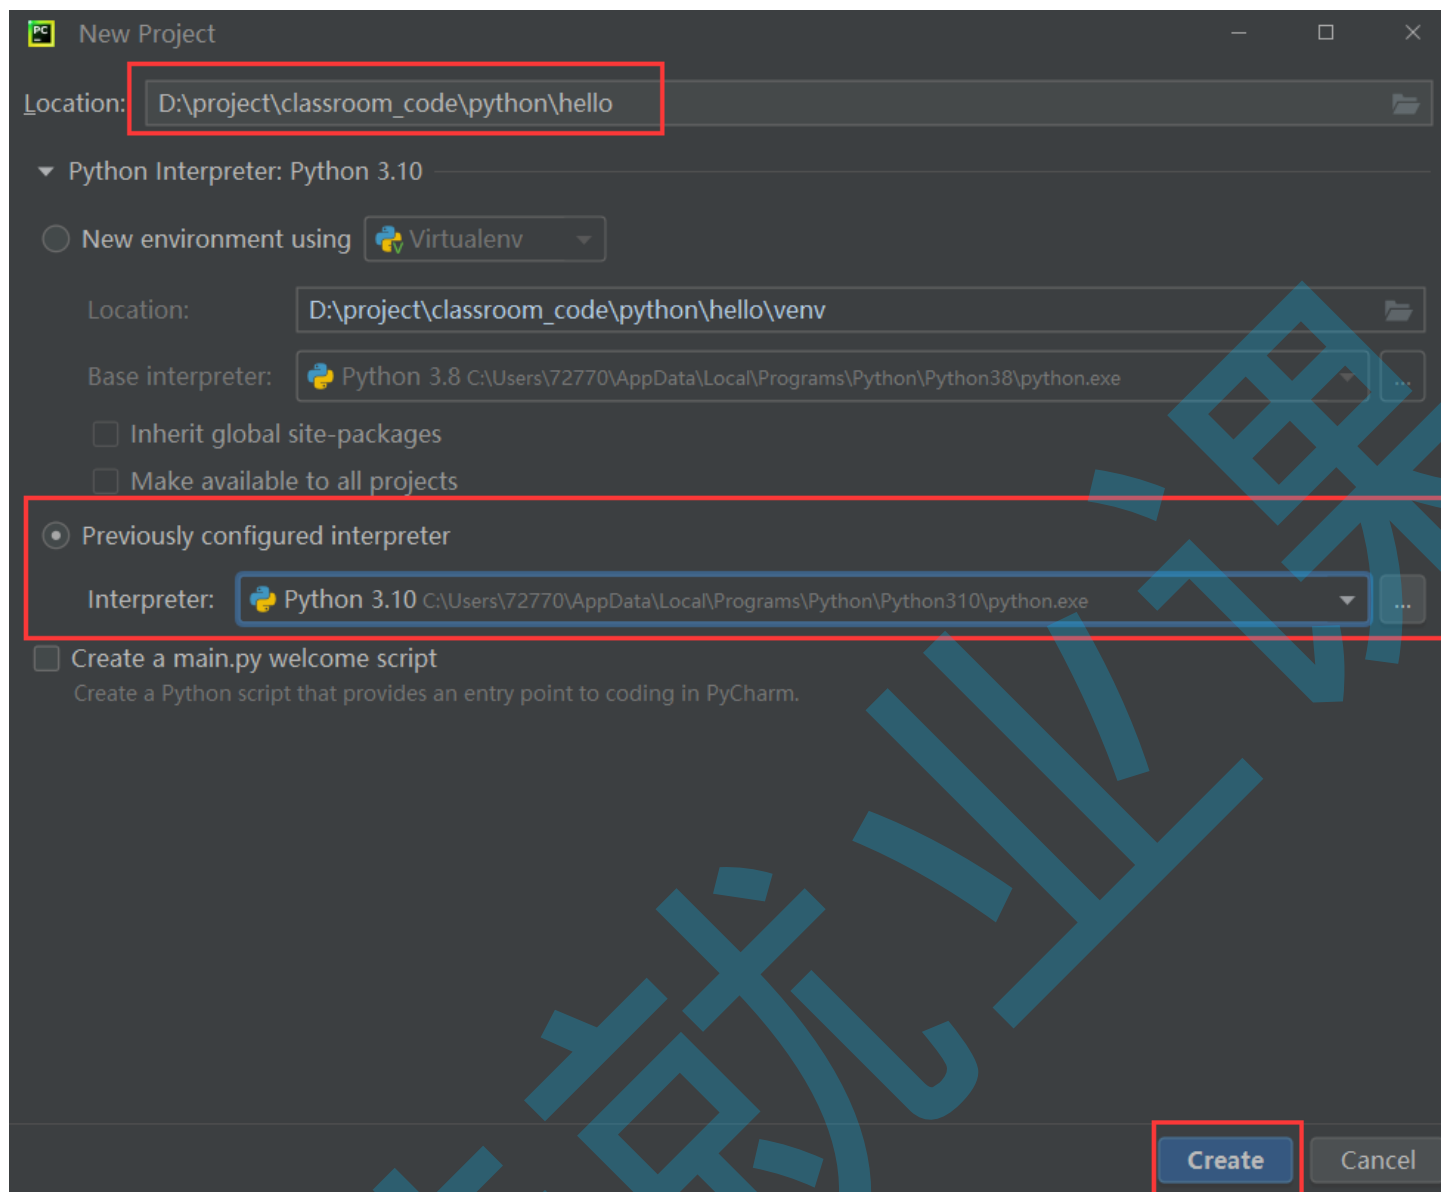 PC
New Project
Location: D:\project\classroom_code\python\hello
Python Interpreter: Python 3.10
New environment using Virtualenv
Location: D:\project\classroom_code\python\hello\venv
Base interpreter: Python 3.8 C:\Users\72770\AppData\Local\Programs\Python\Python38\python.exe ...
Inherit global site-packages
Make available to all projects
Previously configured interpreter
Interpreter: Python 3.10 C:\Users\72770\AppData\Local\Programs\Python\Python310\python.exe ...
Create a main.py welcome script
Create a Python script that provides an entry point to coding in PyCharm.
就业课
Create Cancel